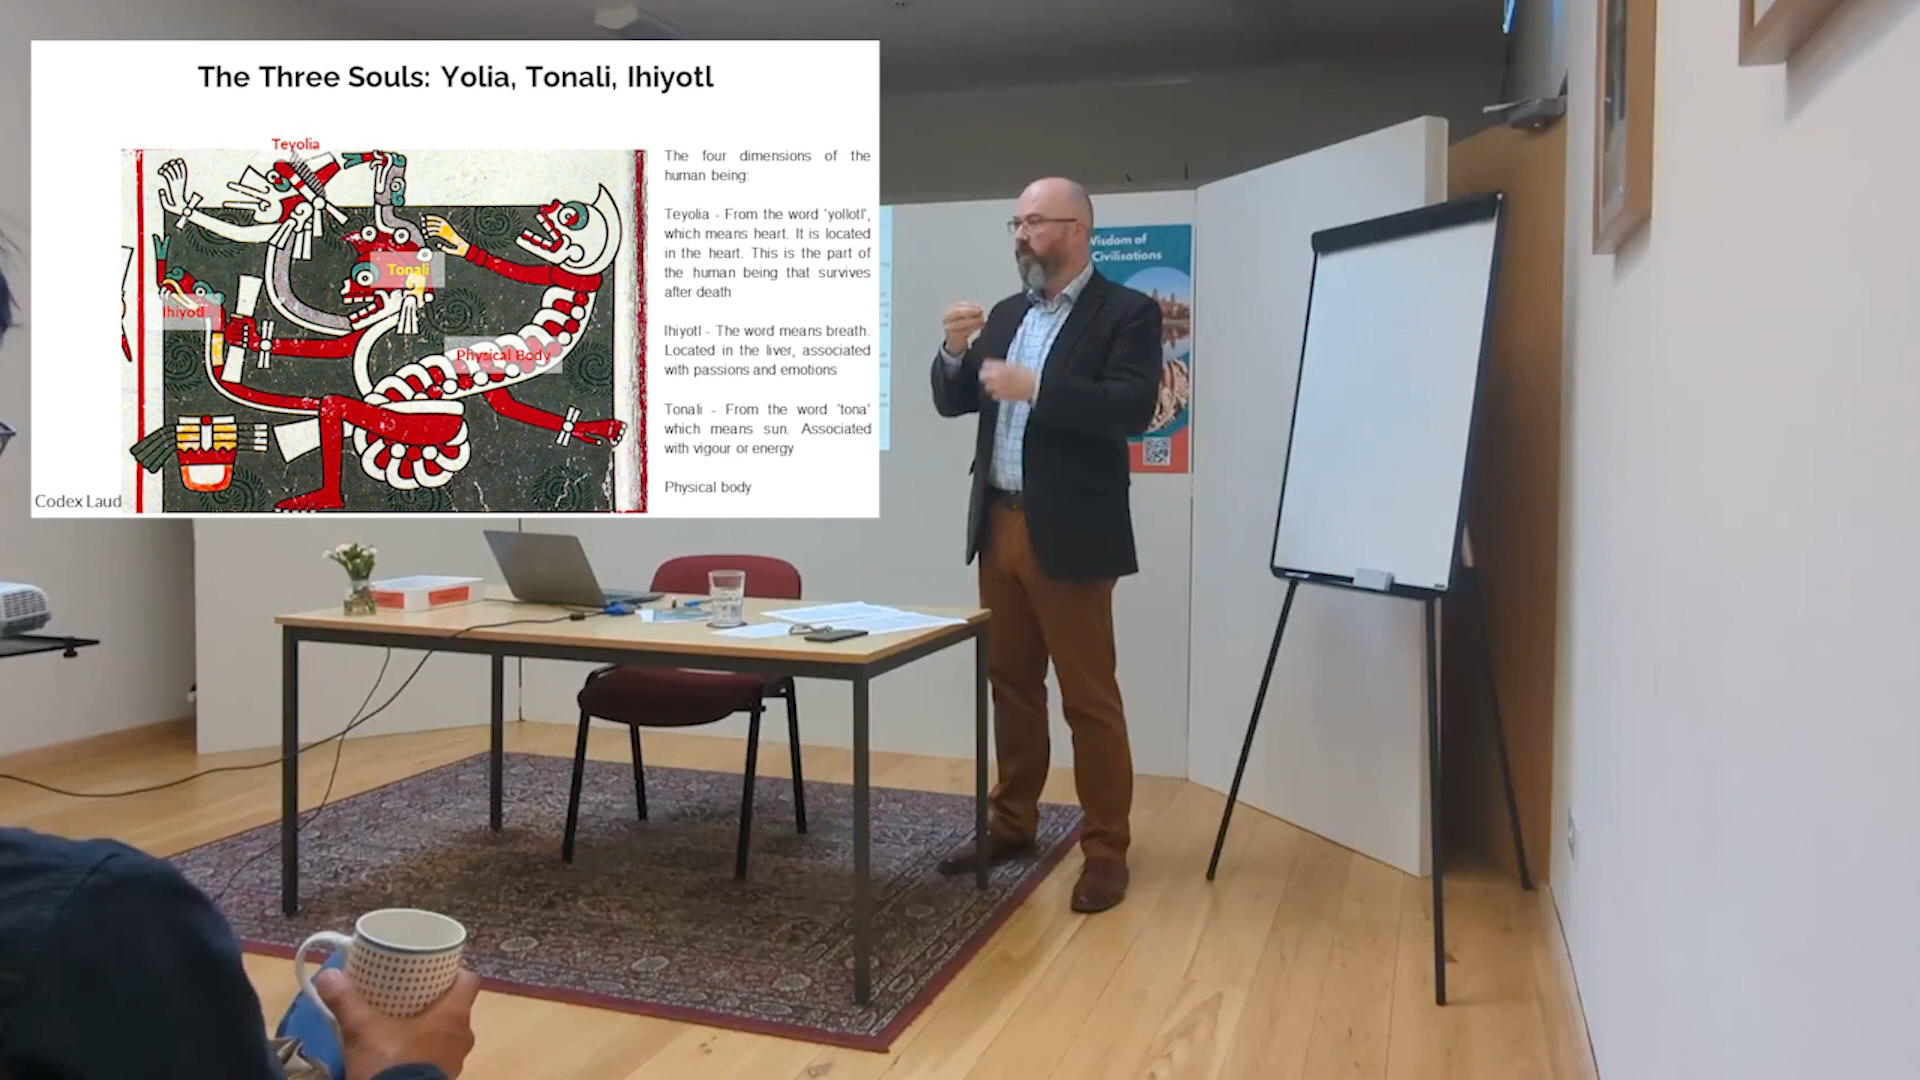 The Three Souls: Yolia, Tonali, Ihiyotl
Teyolia
Tonali
Ihiyotl
Physical Body
Codex Laud
The four dimensions of the
human being:
Teyolia - From the word 'yollotl',
which means heart. It is located
in the heart. This is the part of
the human being that survives
after death
Ihiyotl - The word means breath.
Located in the liver, associated
with passions and emotions
Tonali - From the word 'tona'
which means sun. Associated
with vigour or energy
Physical body
Wisdom of
Civilisations